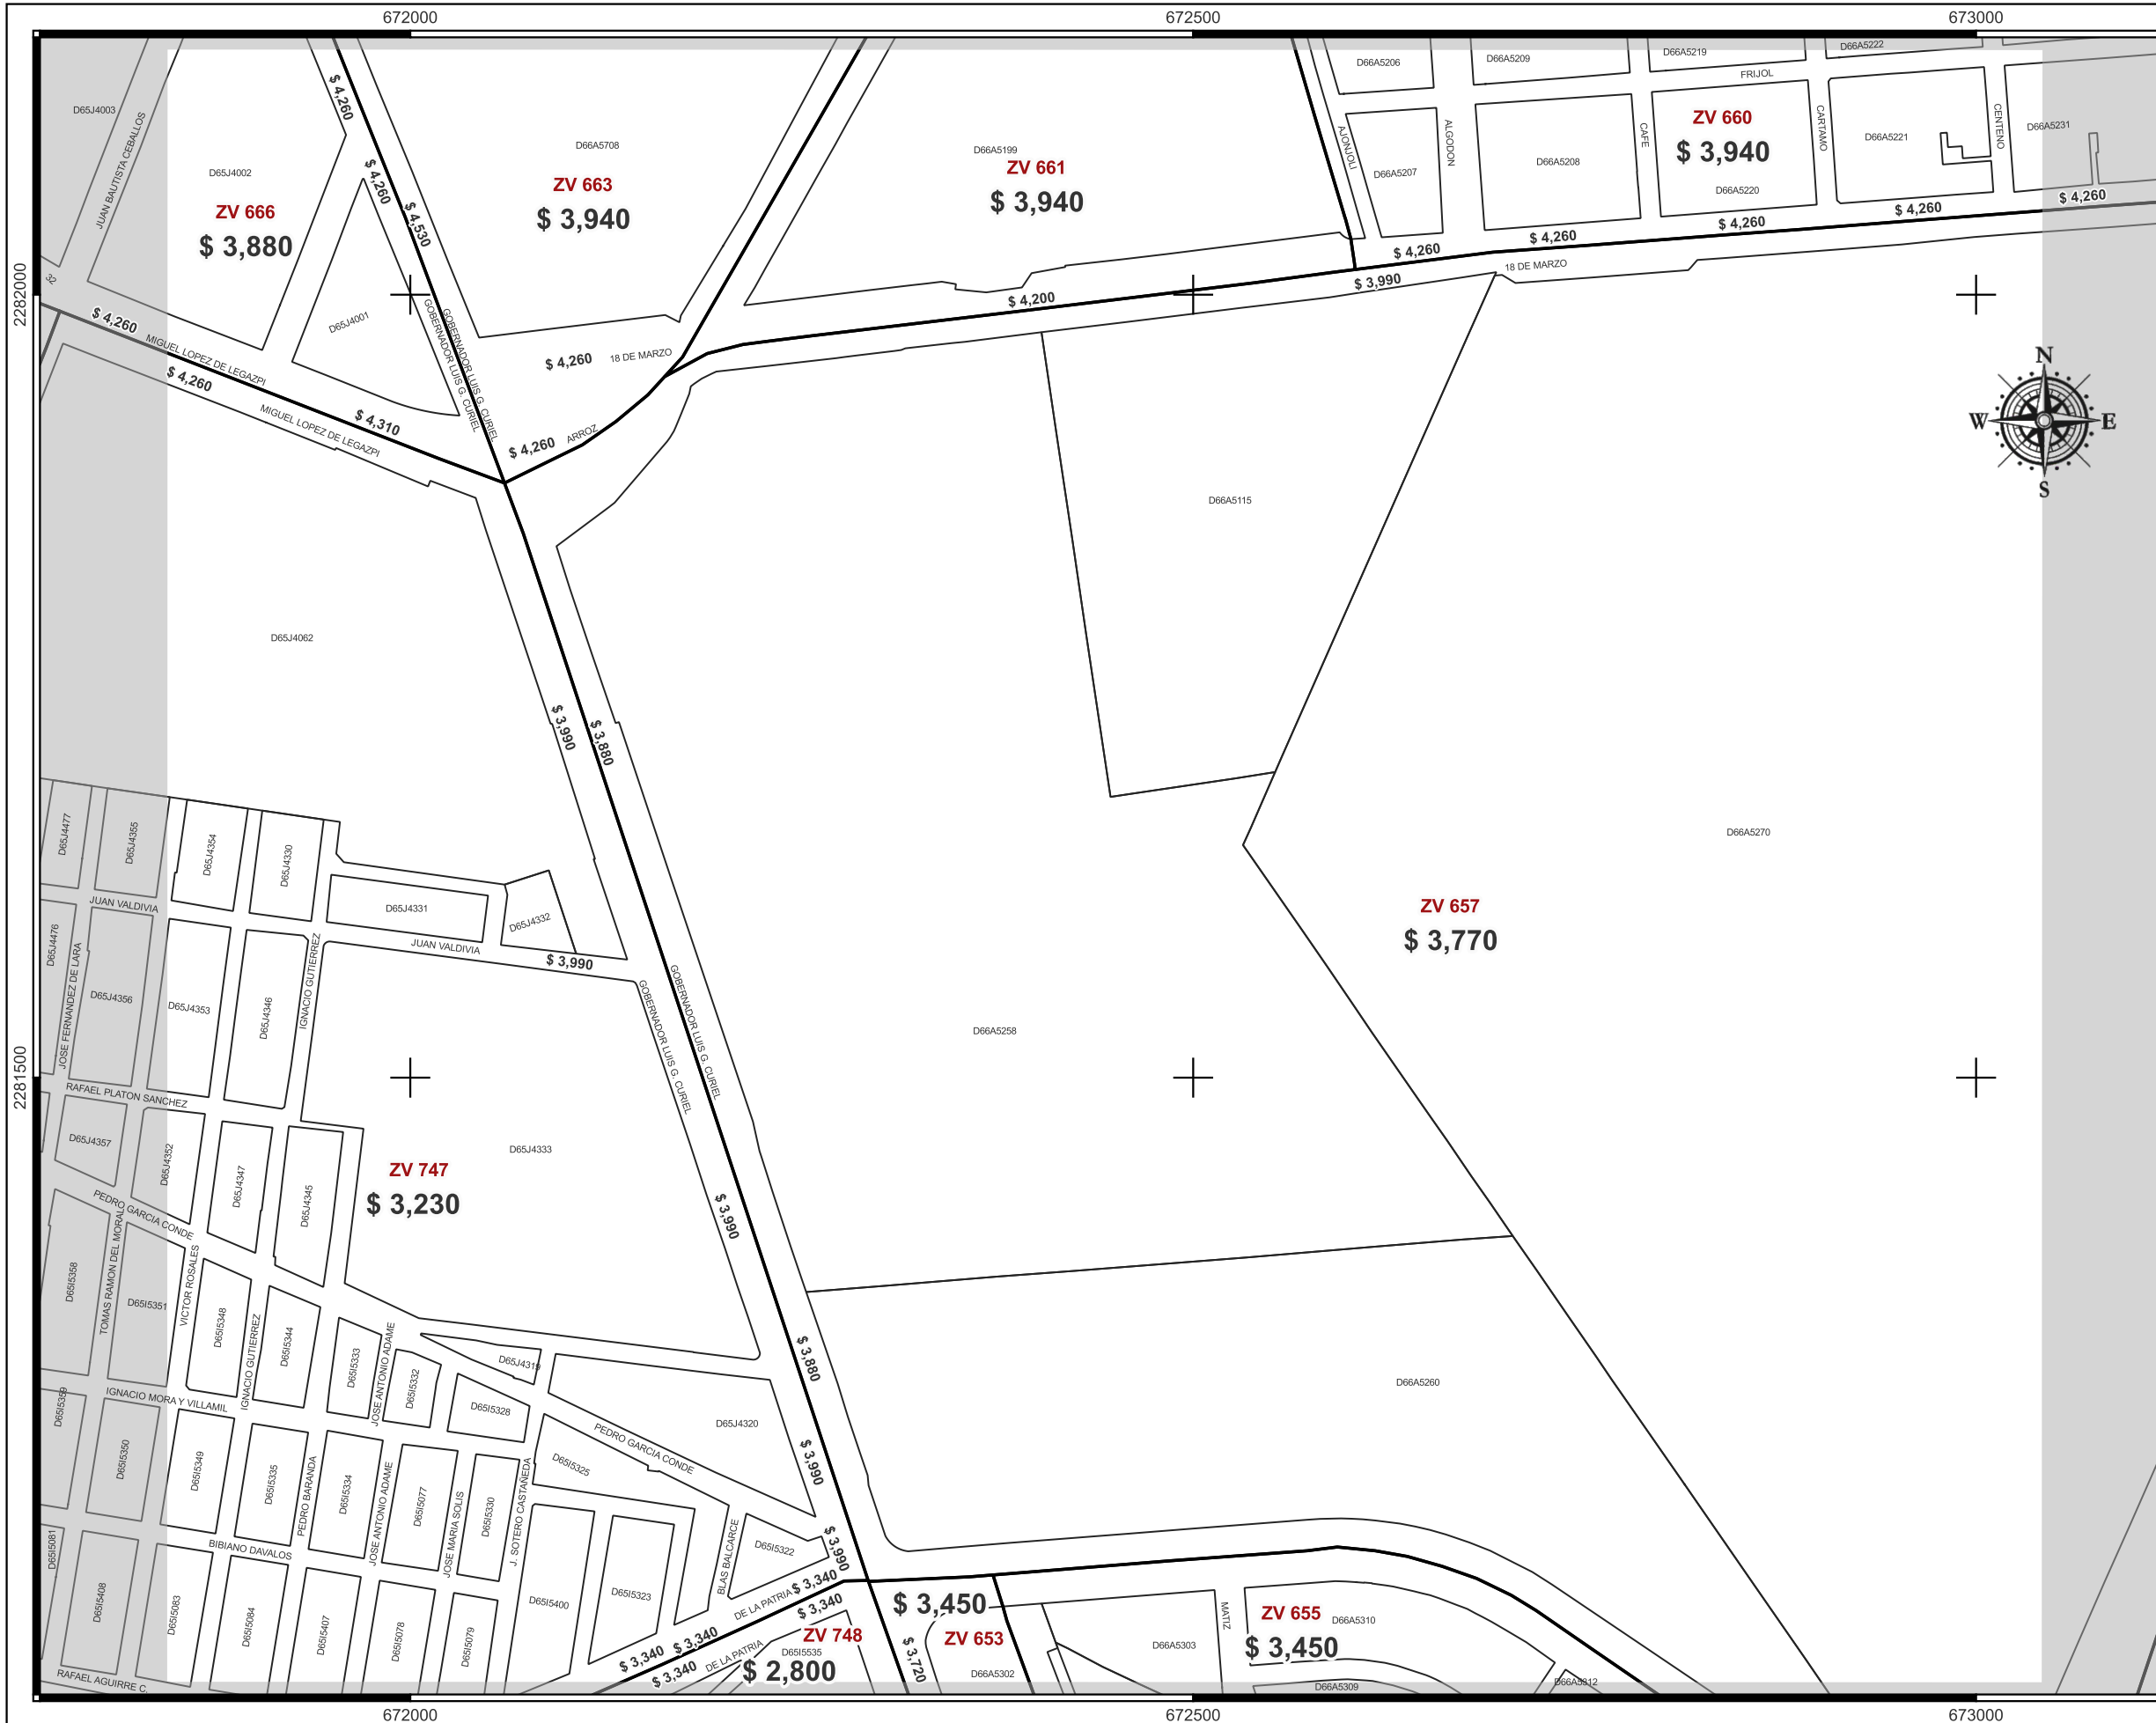 672000
672500
673000
2282000
2281500
672000
672500
673000
D65J4003
JUAN BAUTISTA CEBALLOS
D65J4002
ZV 666
$ 3,880
32
$ 4,260
$ 4,260
$ 4,530
D65J4001
GOBERNADOR LUIS G. CURIEL
GOBERNADOR LUIS G. CURIEL
D66A5708
ZV 663
$ 3,940
$ 4,260
18 DE MARZO
$ 4,260
ARROZ
D66A5199
ZV 661
$ 3,940
$ 4,200
$ 3,990
AJONJOLI
D66A5206
D66A5209
D66A5219
D66A5222
FRIJOL
D66A5207
ALGODON
D66A5208
CAFE
ZV 660
$ 3,940
D66A5220
CARTAMO
D66A5221
CENTENO
D66A5231
$ 4,260
$ 4,260
$ 4,260
$ 4,260
$ 4,260
18 DE MARZO
N
W
E
S
$ 4,260
MIGUEL LOPEZ DE LEGAZPI
$ 4,260
$ 4,310
MIGUEL LOPEZ DE LEGAZPI
D65J4062
D66A5115
D66A5270
ZV 657
$ 3,770
D66A5258
D66A5260
$ 3,990
$ 3,880
D65J4477
D65J4355
D65J4354
D65J4330
D65J4331
D65J4332
JUAN VALDIVIA
JUAN VALDIVIA
$ 3,990
D65J4476
JOSE FERNANDEZ DE LARA
D65J4356
D65J4353
D65J4346
IGNACIO GUTIERREZ
GOBERNADOR LUIS G. CURIEL
GOBERNADOR LUIS G. CURIEL
RAFAEL PLATON SANCHEZ
D65J4357
D65J4352
D65J4347
D65J4345
D65J4333
ZV 747
$ 3,230
$ 3,990
PEDRO GARCIA CONDE
D65I5358
TOMAS RAMON DEL MORAL
D65I5351
VICTOR ROSALES
D65I5348
IGNACIO GUTIERREZ
D65I5344
D65I5333
JOSE ANTONIO ADAME
D65I5332
D65J4319
$ 3,880
D65I5359
IGNACIO MORA Y VILLAMIL
D65I5328
D65J4320
PEDRO GARCIA CONDE
D65I5350
D65I5349
D65I5335
PEDRO BARANDA
D65I5334
JOSE ANTONIO ADAME
D65I5077
JOSE MARIA SOLIS
D65I5330
J. SOTERO CASTAÑEDA
D65I5325
$ 3,990
D65I5081
BIBIANO DAVALOS
BLAS BALCARCE
D65I5322
$ 3,990
D65I5408
D65I5083
D65I5084
D65I5407
D65I5078
D65I5079
D65I5400
D65I5323
DE LA PATRIA
$ 3,340
$ 3,340
$ 3,340
$ 3,340
$ 3,340
DE LA PATRIA
RAFAEL AGUIRRE C.
ZV 748
D65I5535
$ 2,800
$ 3,450
ZV 653
$ 3,720
D66A5302
D66A5303
MATIZ
ZV 655
D66A5310
$ 3,450
D66A5309
D66A5312